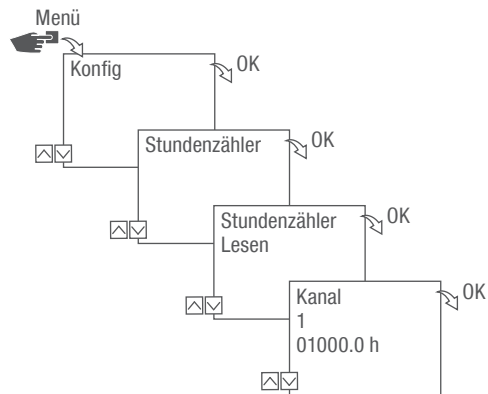 Menü
Konfig
OK
Stundenzähler
OK
Stundenzähler
Lesen
OK
Kanal
1
01000.0 h
OK